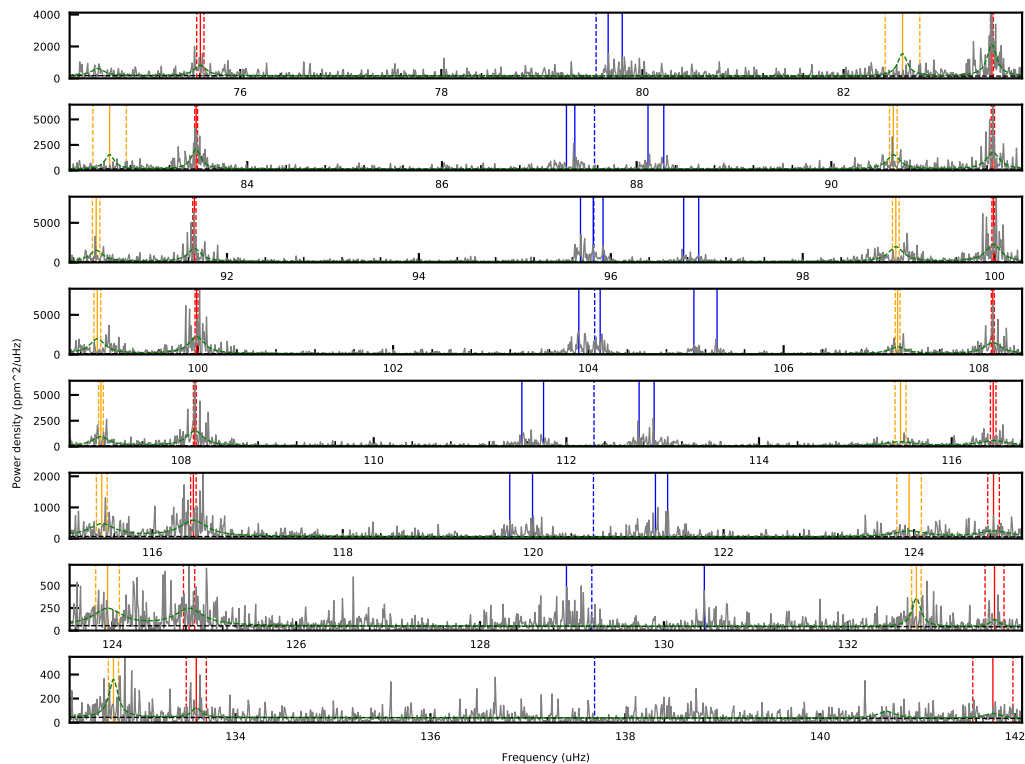 4000
2000
0
76 78 80 82
5000
2500
0
84 86 88 90
5000
0
92 94 96 98 100
5000
0
100 102 104 106 108
5000
2500
0
108 110 112 114 116
2000
1000
0
116 118 120 122 124
500
250
0
124 126 128 130 132
400
200
0
134 136 138 140 142
Power density (ppm^2/uHz)
Frequency (uHz)